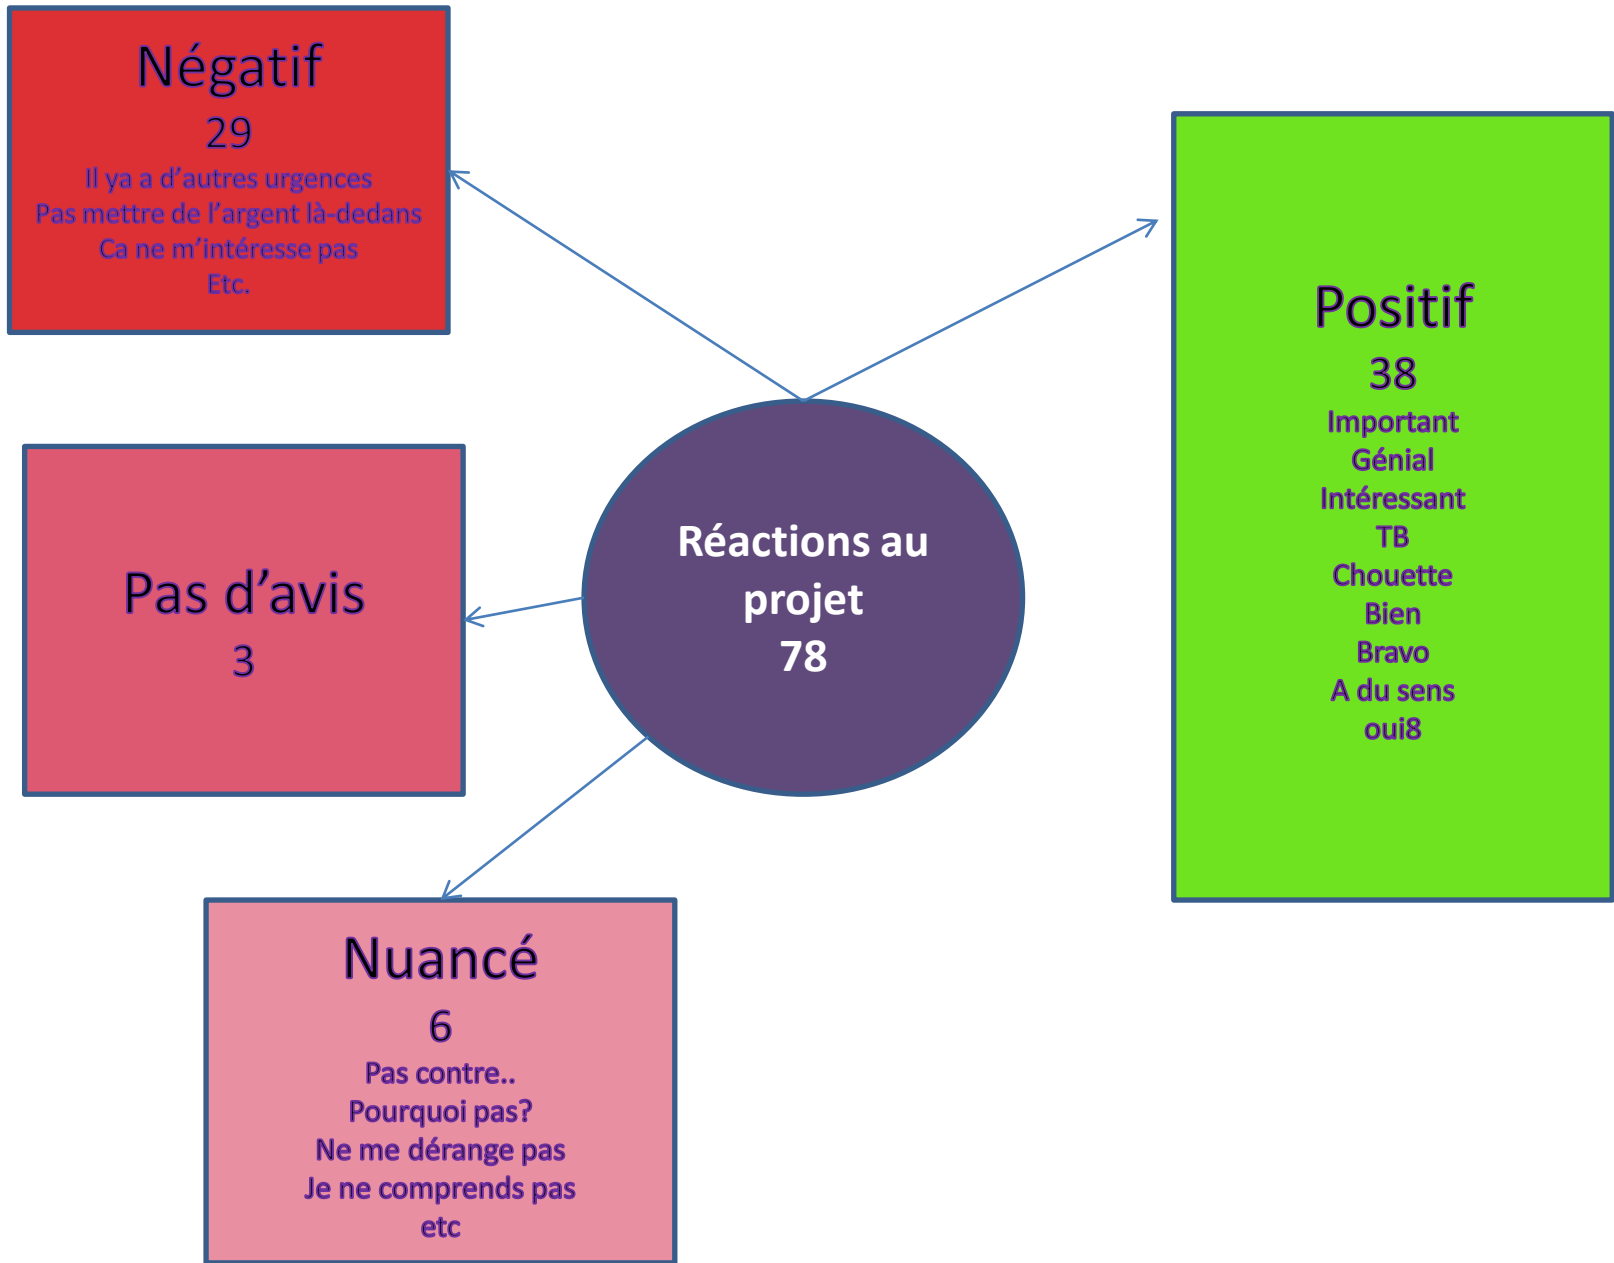 Négatif
29
Il ya a d’autres urgences
Pas mettre de l’argent là-dedans
Ca ne m’intéresse pas
Etc.
Positif
38
Important
Génial
Intéressant
TB
Chouette
Bien
Bravo
A du sens
oui8
Réactions au
projet
78
Pas d’avis
3
Nuancé
6
Pas contre..
Pourquoi pas?
Ne me dérange pas
Je ne comprends pas
etc